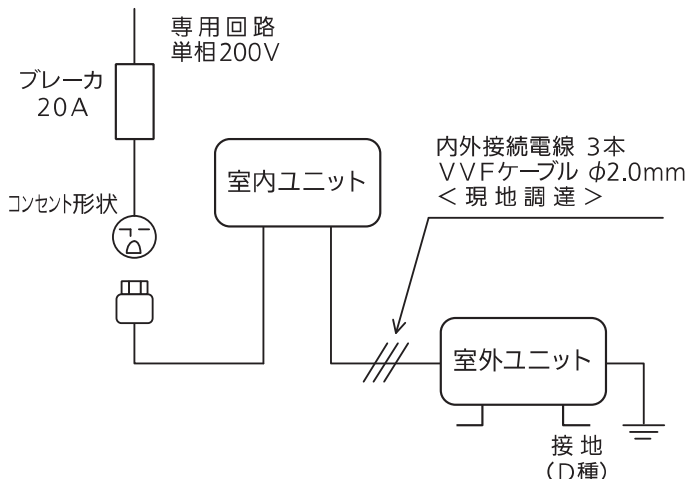 専用回路
単相200V
ブレーカ
20A
コンセント形状
室内ユニット
内外接続電線 3本
VVFケーブル φ2.0mm
<現地調達>
室外ユニット
接地
(D種)